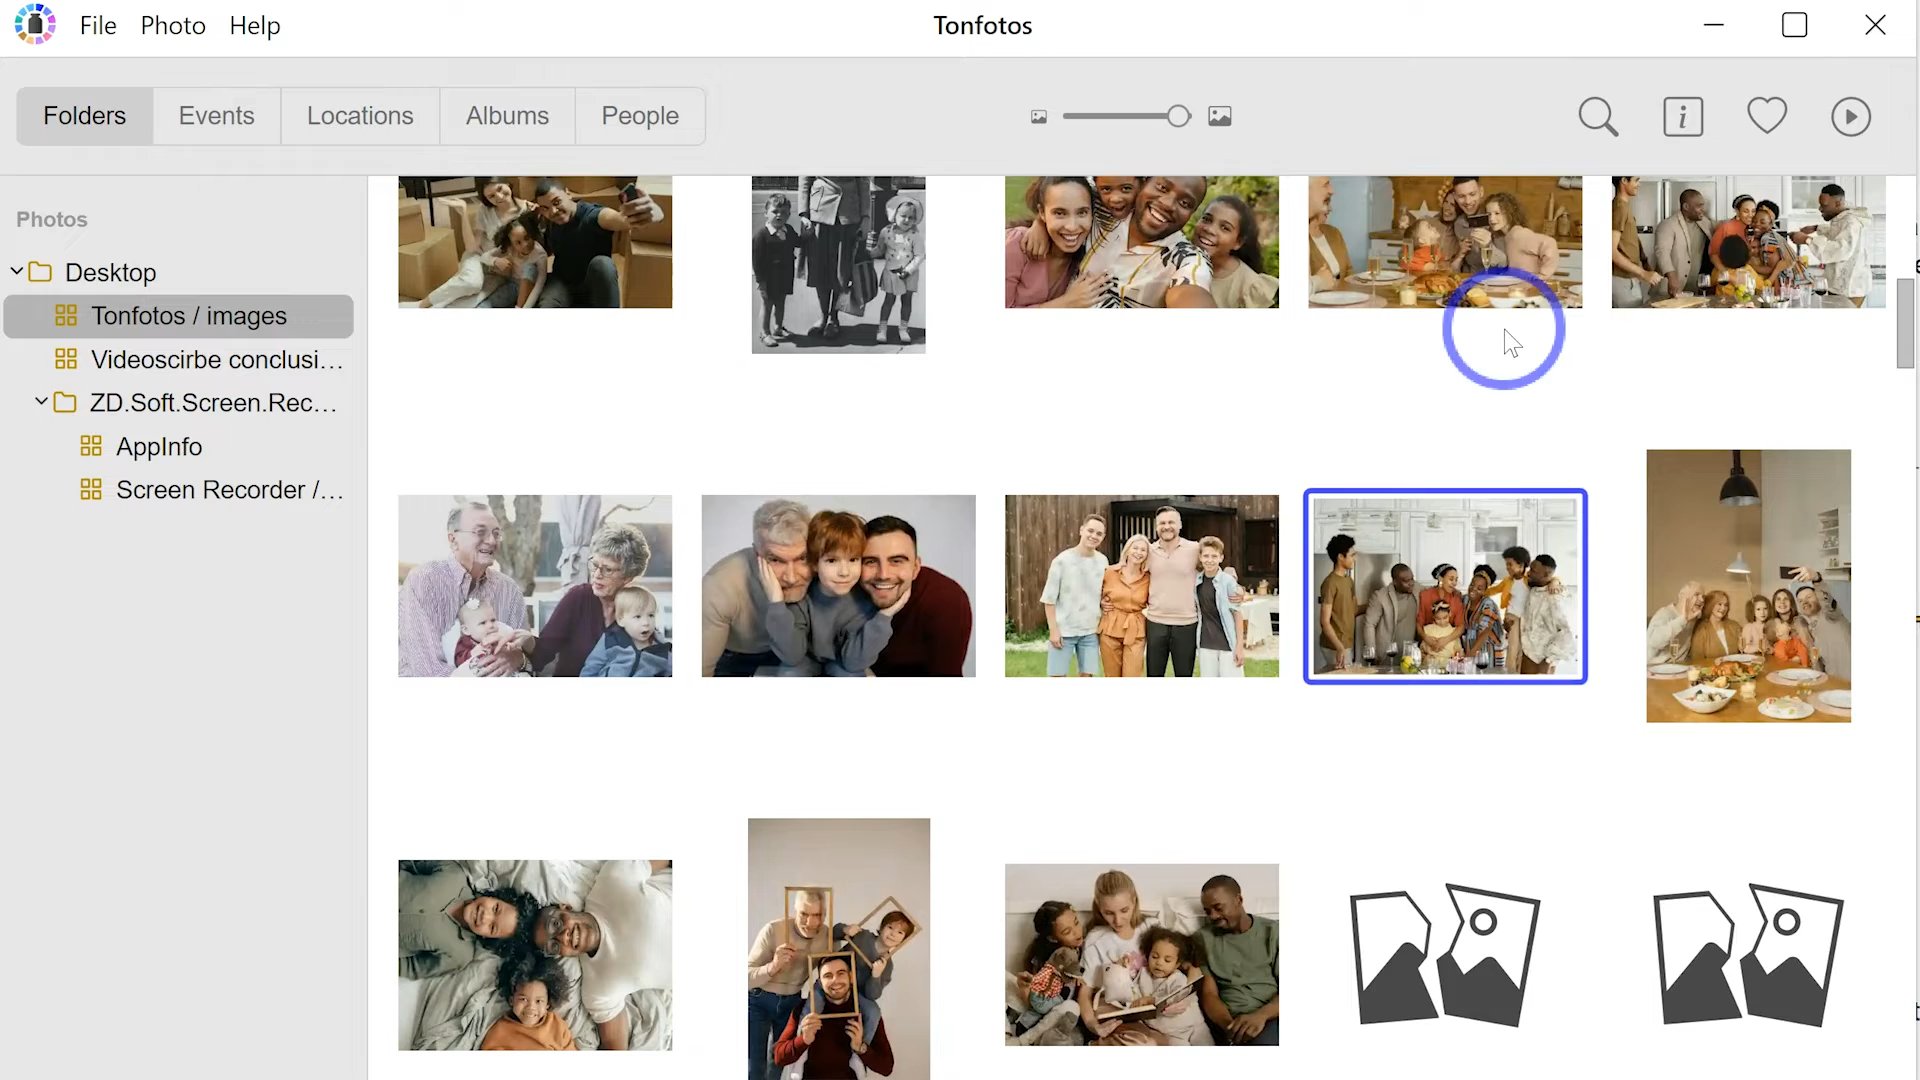 File Photo Help Tonfotos
Folders Events Locations Albums People
Photos
Desktop
Tonfotos / images
Videoscirbe conclusi...
ZD.Soft.Screen.Rec...
AppInfo
Screen Recorder /...